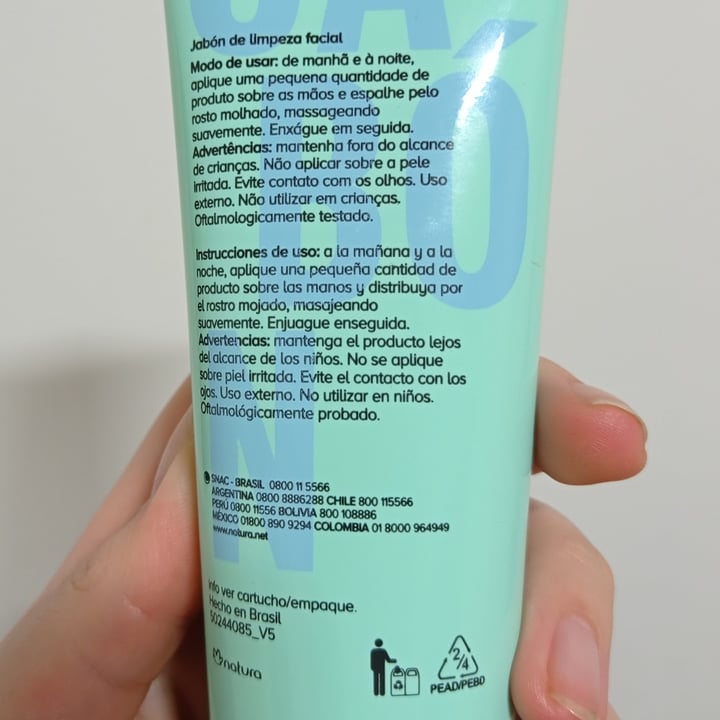 JABÓN
Jabón de limpeza facial
Modo de usar: de manhã e à noite,
aplique uma pequena quantidade de
produto sobre as mãos e espalhe pelo
rosto molhado, massageando
suavemente. Enxágue em seguida.
Advertências: mantenha fora do alcance
de crianças. Não aplicar sobre a pele
irritada. Evite contato com os olhos. Uso
externo. Não utilizar em crianças.
Oftalmologicamente testado.
Instrucciones de uso: a la mañana y a la
noche, aplique una pequeña cantidad de
producto sobre las manos y distribuya por
el rostro mojado, masajeando
suavemente. Enjuague enseguida.
Advertencias: mantenga el producto lejos
del alcance de los niños. No se aplique
sobre piel irritada. Evite el contacto con los
ojos. Uso externo. No utilizar en niños.
Oftalmológicamente probado.
SNAC - BRASIL 0800 11 5566
ARGENTINA 0800 8886288 CHILE 800 115566
PERÚ 0800 11556 BOLIVIA 800 108886
MÉXICO 01800 890 9294 COLOMBIA 01 8000 964949
www.natura.net
Info ver cartucho/empaque.
Hecho en Brasil
50244085_V5
natura
2/4
PEAD/PEBD